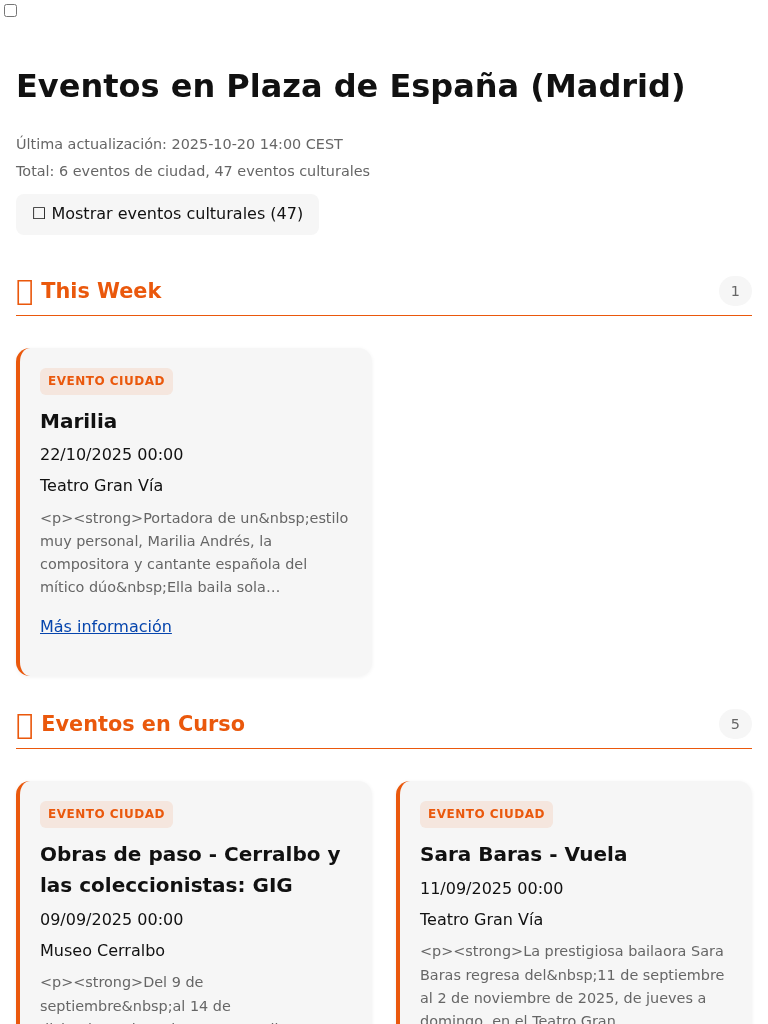 Eventos en Plaza de España (Madrid)
Última actualización: 2025-10-20 14:00 CEST
Total: 6 eventos de ciudad, 47 eventos culturales
☐ Mostrar eventos culturales (47)
This Week
1
EVENTO CIUDAD
Marilia
22/10/2025 00:00
Teatro Gran Vía
<p><strong>Portadora de un&nbsp;estilo
muy personal, Marilia Andrés, la
compositora y cantante española del
mítico dúo&nbsp;Ella baila sola…
Más información
Eventos en Curso
5
EVENTO CIUDAD
Obras de paso - Cerralbo y
las coleccionistas: GIG
09/09/2025 00:00
Museo Cerralbo
<p><strong>Del 9 de
septiembre&nbsp;al 14 de
EVENTO CIUDAD
Sara Baras - Vuela
11/09/2025 00:00
Teatro Gran Vía
<p><strong>La prestigiosa bailaora Sara
Baras regresa del&nbsp;11 de septiembre
al 2 de noviembre de 2025, de jueves a
domingo, en el Teatro Gran